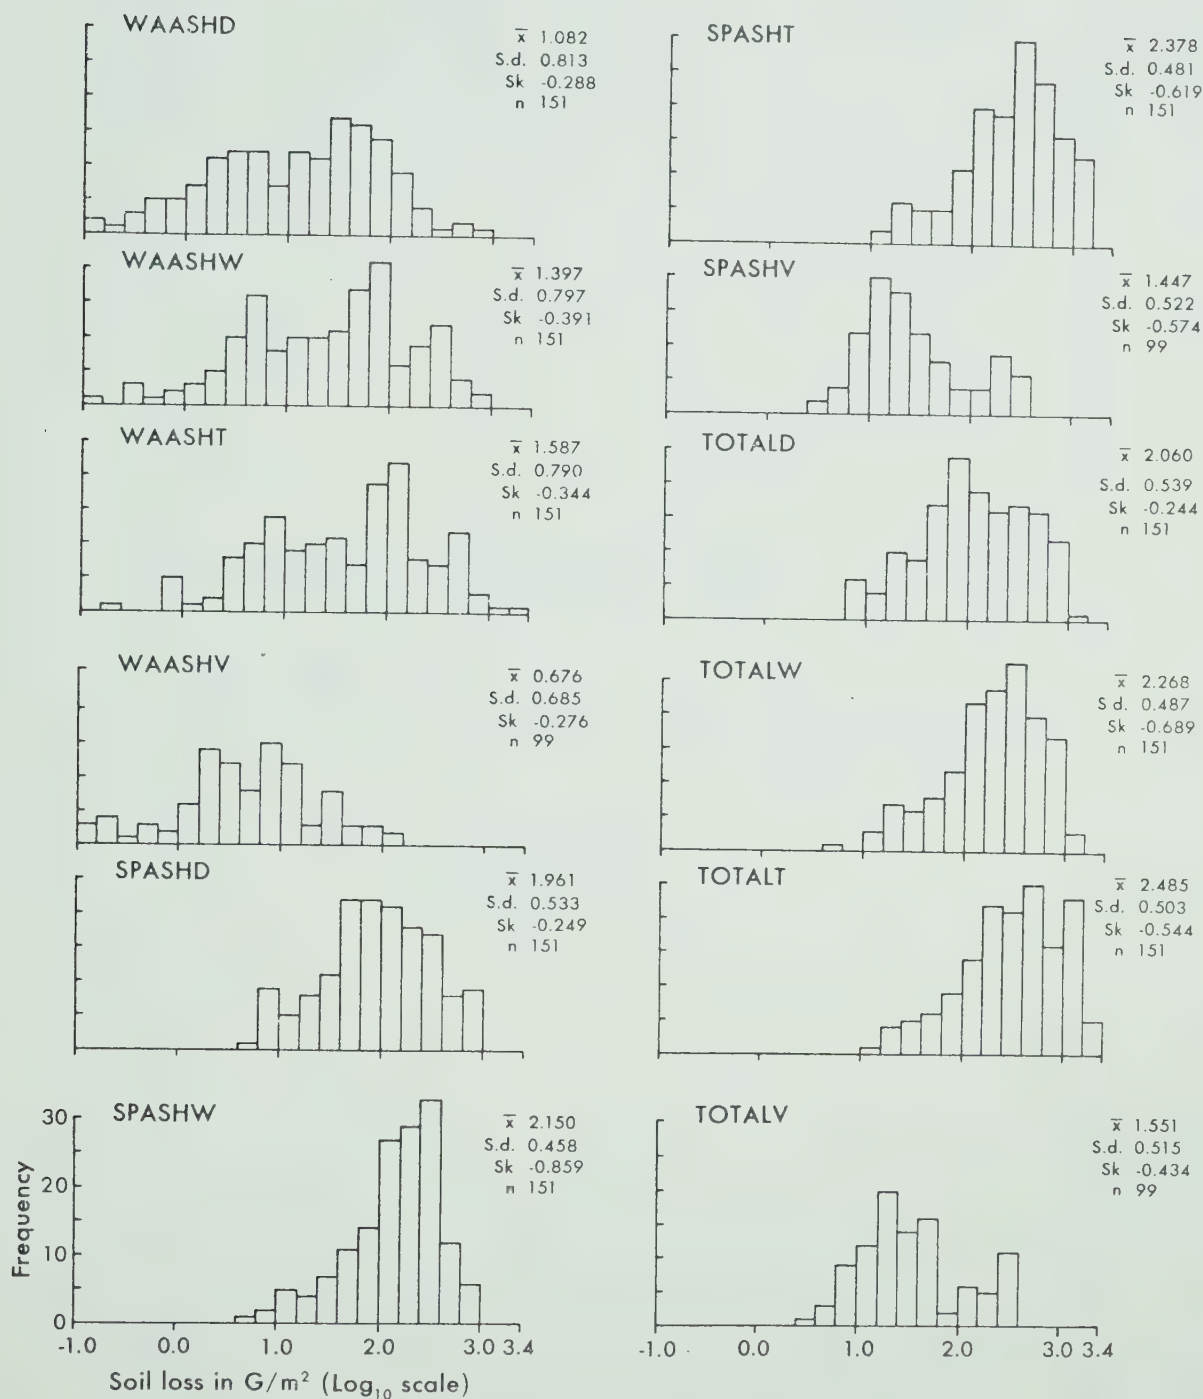 WAASHD
x̅ 1.082
S.d. 0.813
Sk -0.288
n 151
WAASHW
x̅ 1.397
S.d. 0.797
Sk -0.391
n 151
WAASHT
x̅ 1.587
S.d. 0.790
Sk -0.344
n 151
WAASHV
x̅ 0.676
S.d. 0.685
Sk -0.276
n 99
SPASHD
x̅ 1.961
S.d. 0.533
Sk -0.249
n 151
SPASHW
x̅ 2.150
S.d. 0.458
Sk -0.859
n 151
Frequency
30
20
10
0
-1.0 0.0 1.0 2.0 3.0 3.4
Soil loss in G/m² (Log₁₀ scale)
SPASHT
x̅ 2.378
S.d. 0.481
Sk -0.619
n 151
SPASHV
x̅ 1.447
S.d. 0.522
Sk -0.574
n 99
TOTALD
x̅ 2.060
S.d. 0.539
Sk -0.244
n 151
TOTALW
x̅ 2.268
S.d. 0.487
Sk -0.689
n 151
TOTALT
x̅ 2.485
S.d. 0.503
Sk -0.544
n 151
TOTALV
x̅ 1.551
S.d. 0.515
Sk -0.434
n 99
-1.0 0.0 1.0 2.0 3.0 3.4